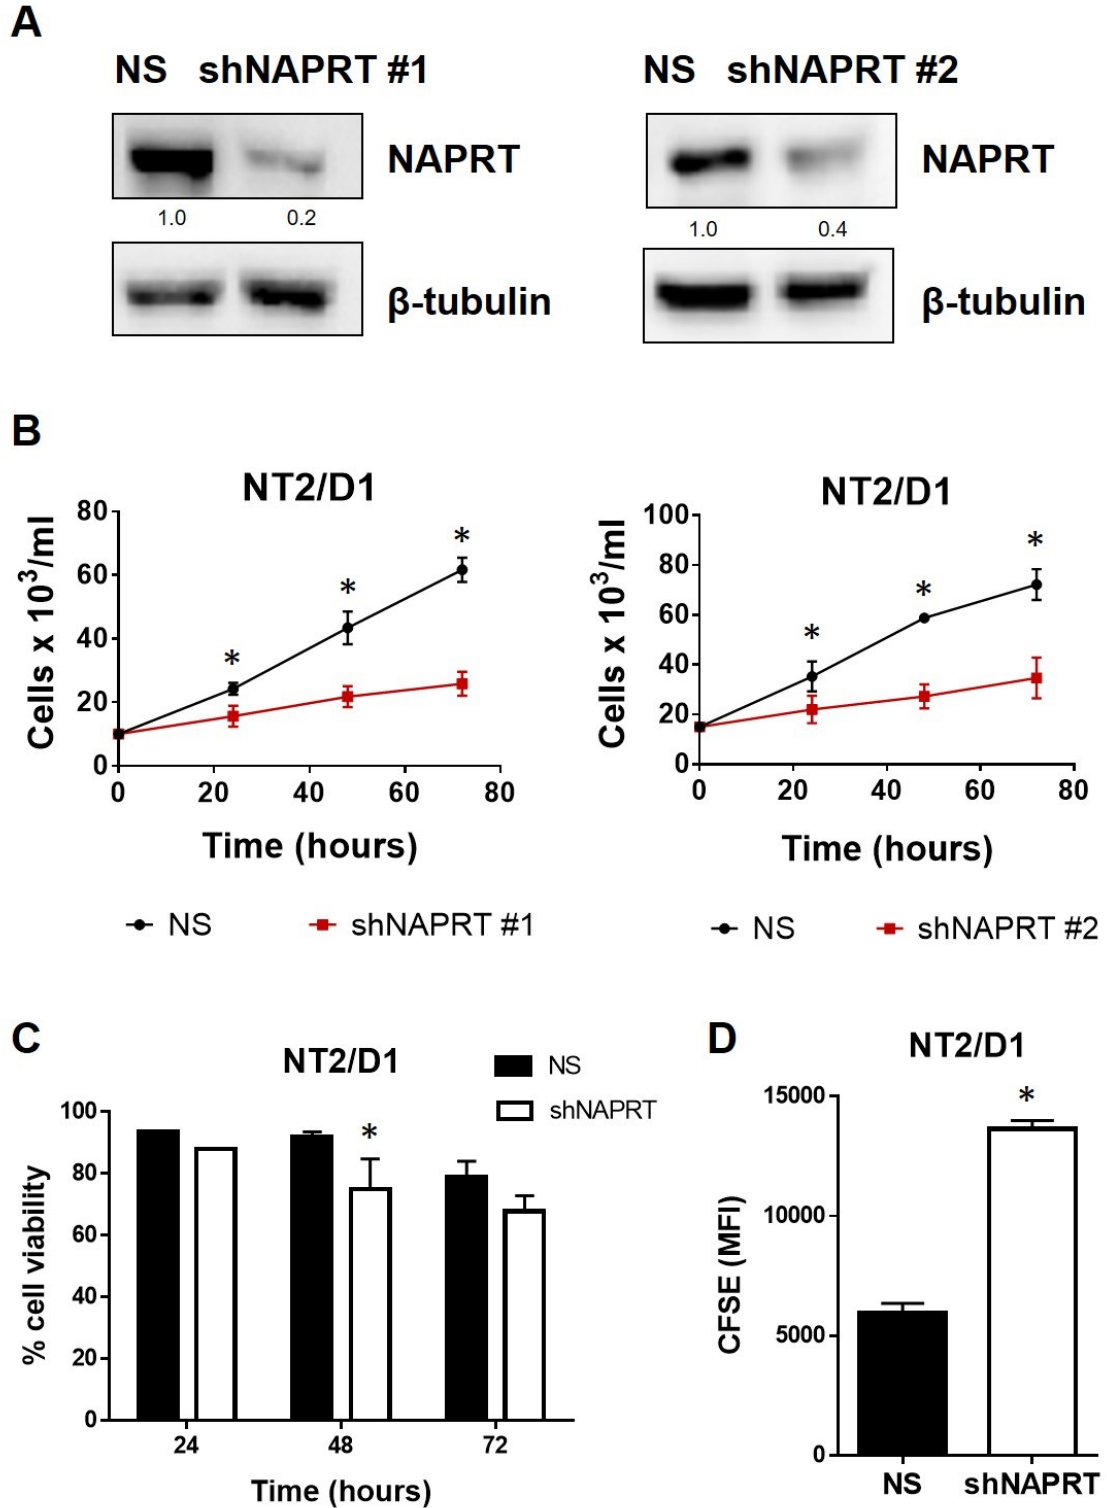 A
NS shNAPRT #1
NAPRT
1.0 0.2
β-tubulin
NS shNAPRT #2
NAPRT
1.0 0.4
β-tubulin
B
NT2/D1
Cells x 10³/ml
80
60
40
20
0
* * *
0 20 40 60 80
Time (hours)
NS shNAPRT #1
NT2/D1
Cells x 10³/ml
100
80
60
40
20
0
* * *
0 20 40 60 80
Time (hours)
NS shNAPRT #2
C
NT2/D1
NS
shNAPRT
% cell viability
100
80
60
40
20
0
*
24 48 72
Time (hours)
D
NT2/D1
CFSE (MFI)
15000
10000
5000
0
*
NS shNAPRT